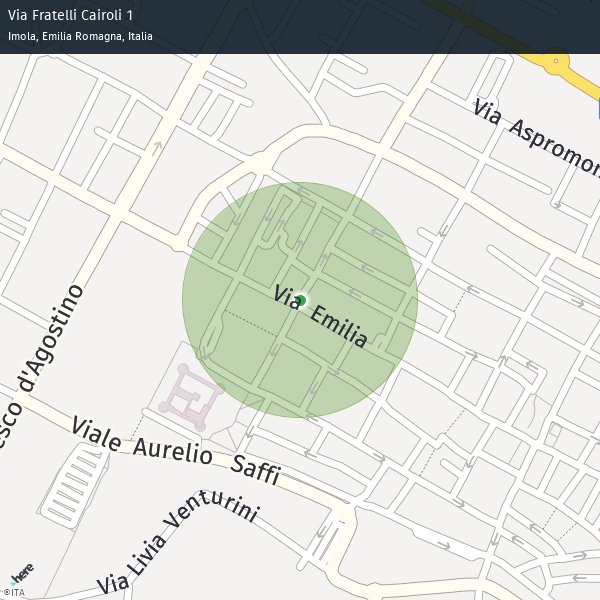 Via Fratelli Cairoli 1
Imola, Emilia Romagna, Italia
Via Aspromon
Via Emilia
esco d'Agostino
Viale Aurelio Saffi
Via Livia Venturini
here
©ITA